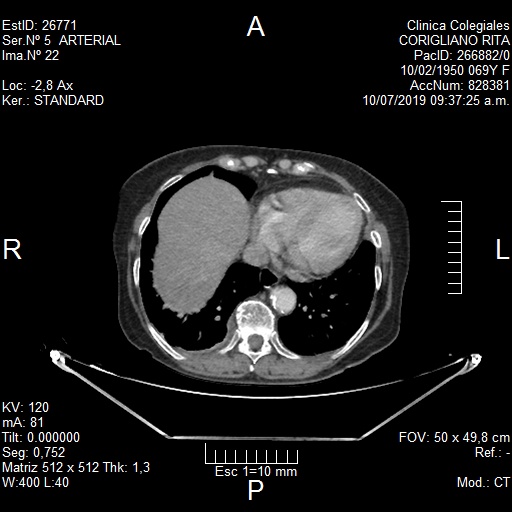 EstID: 26771
Ser.Nº 5 ARTERIAL
Ima.Nº 22
Loc: -2,8 Ax
Ker.: STANDARD
A
Clinica Colegiales
CORIGLIANO RITA
PacID: 266882/0
10/02/1950 069Y F
AccNum: 828381
10/07/2019 09:37:25 a.m.
R
L
KV: 120
mA: 81
Tilt: 0.000000
Seg: 0,752
Matriz 512 x 512 Thk: 1,3
W:400 L:40
Esc 1=10 mm
P
FOV: 50 x 49,8 cm
Ref.: -
Mod.: CT